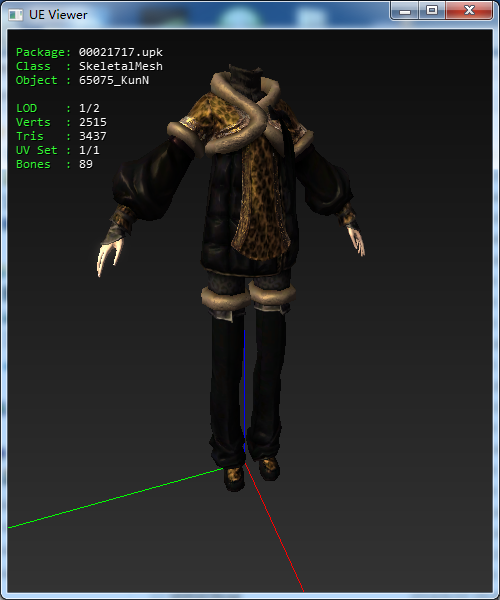 UE Viewer
Package: 00021717.upk
Class : SkeletalMesh
Object : 65075_KunN
LOD : 1/2
Verts : 2515
Tris : 3437
UV Set : 1/1
Bones : 89